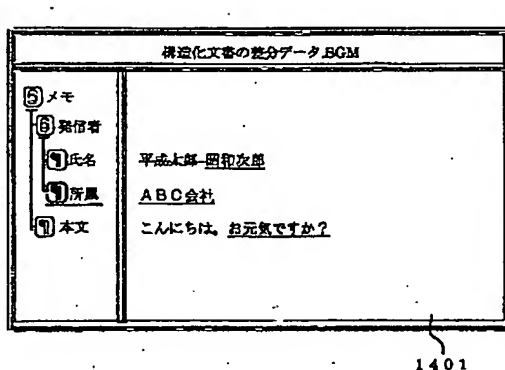 構造化文書の差分データ.BGM
§メモ
§発信者
¶氏名 平成太郎 昭和次郎
¶所属 ABC会社
¶本文 こんにちは。お元気ですか?
1401